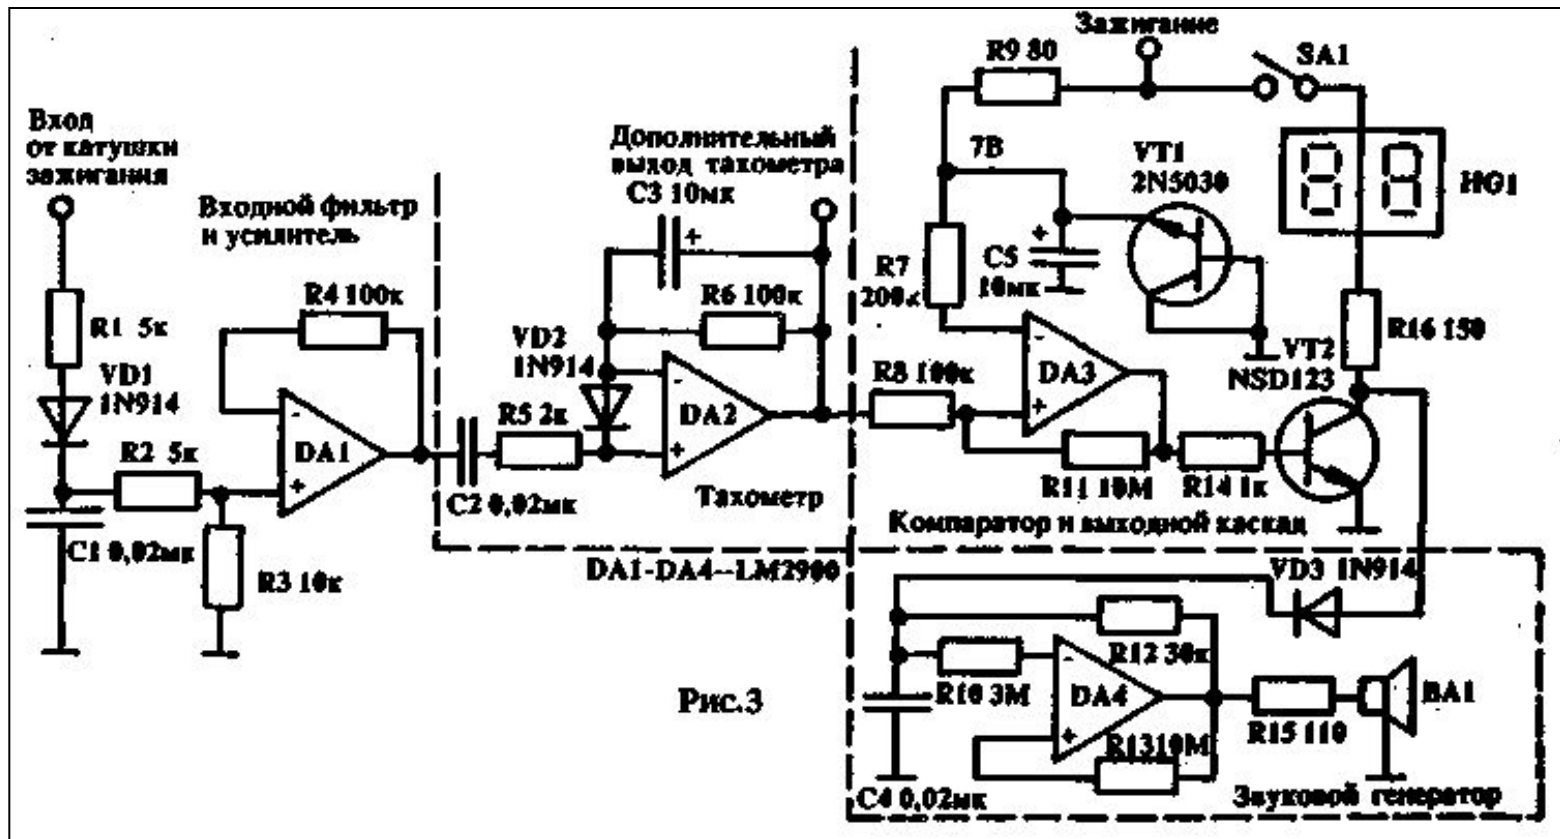 Зажигание
R9 80
SA1
Вход
от катушки
зажигания
Дополнительный
выход тахометра
7В
VT1
2N5030
C3 10мк
HG1
Входной фильтр
и усилитель
+
+
R4 100к
R7
200к
C5
10мк
R6 100к
R1 5к
VD2
1N914
R16 150
VT2
NSD123
VD1
1N914
-
DA3
+
R8 100к
-
DA2
+
R5 2к
-
DA1
+
R2 5к
C2 0,02мк
Тахометр
R11 10М
R14 1к
Компаратор и выходной каскад
C1 0,02мк
R3 10к
DA1-DA4--LM2900
VD3 1N914
R12 30к
-
DA4
+
R10 3М
BA1
Рис.3
R15 110
R13 10М
C4 0,02мк
Звуковой генератор